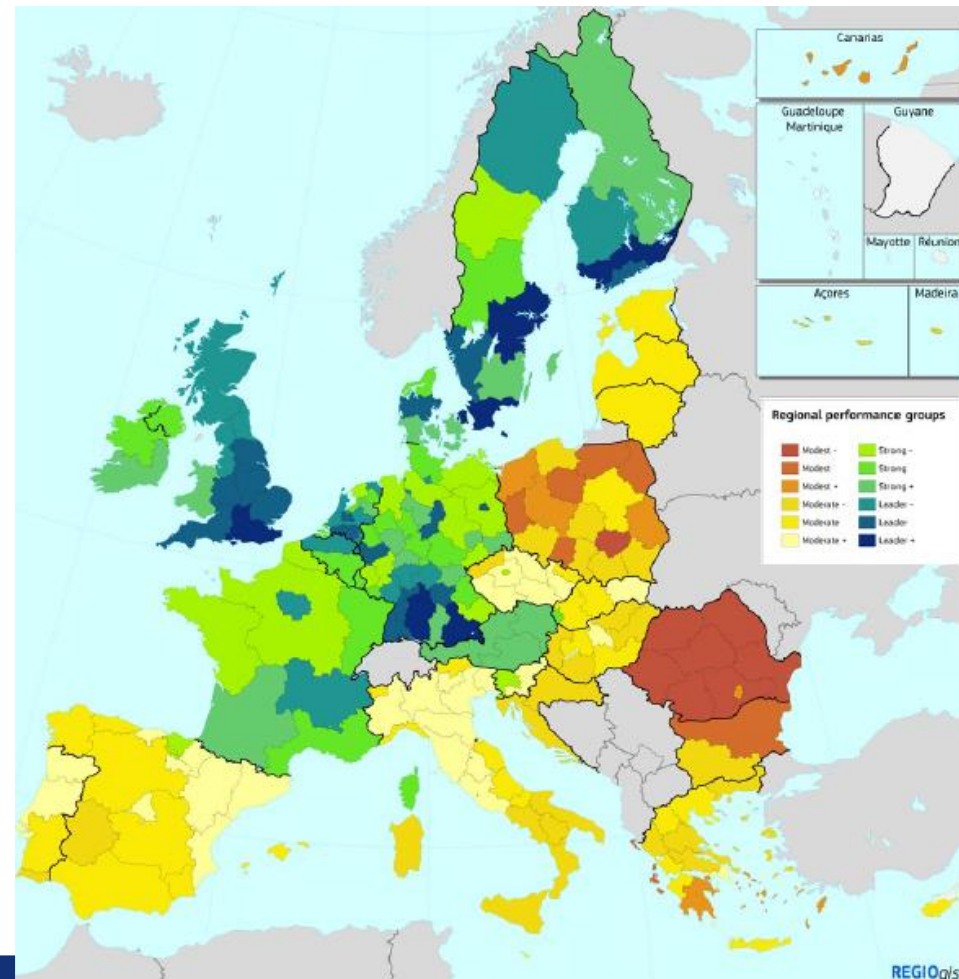 Canarias
Guadeloupe
Martinique
Guyane
Mayotte
Réunion
Açores
Madeira
Regional performance groups
Modest -
Modest
Modest +
Moderate -
Moderate
Moderate +
Strong -
Strong
Strong +
Leader -
Leader
Leader +
REGIOgis